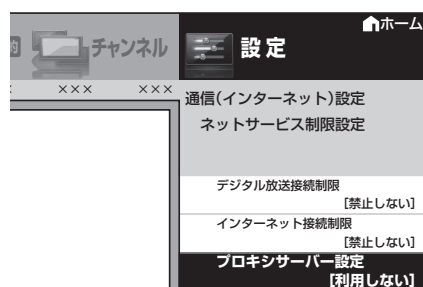 ホーム
的
チャンネル
設定
××× ×××
通信(インターネット)設定
ネットサービス制限設定
デジタル放送接続制限
[禁止しない]
インターネット接続制限
[禁止しない]
プロキシサーバー設定
[利用しない]